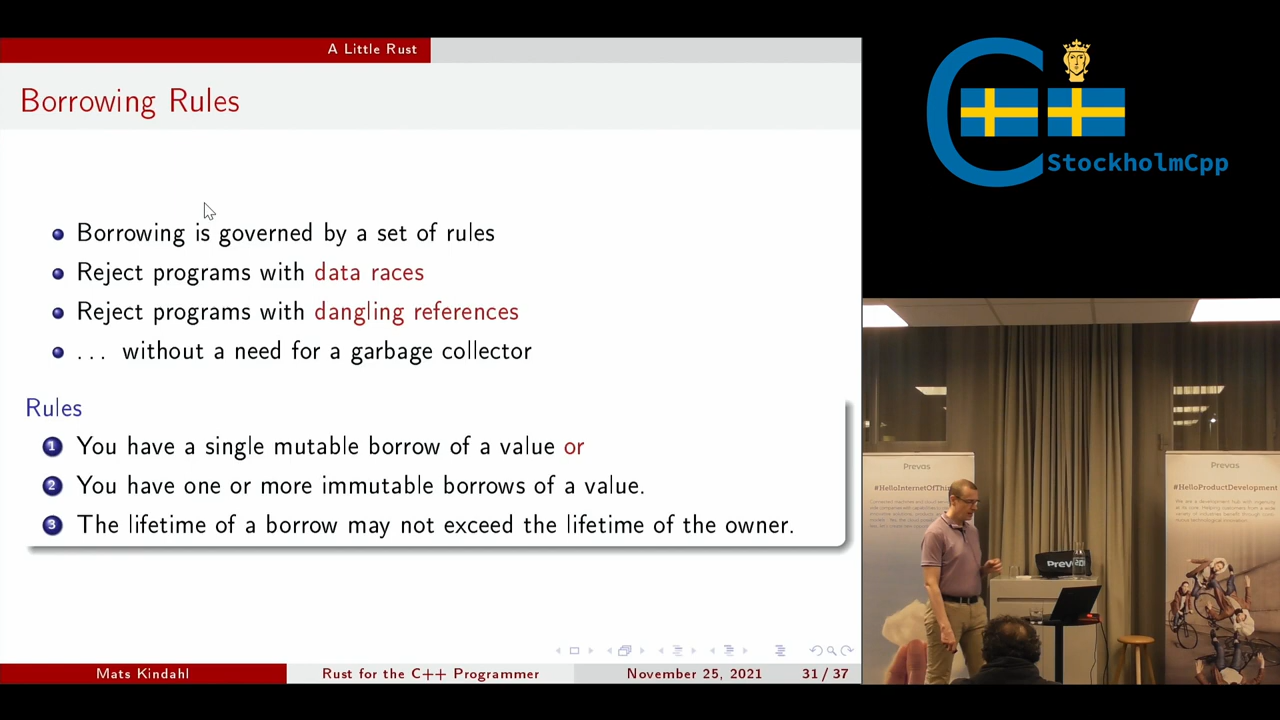 A Little Rust
Borrowing Rules
Borrowing is governed by a set of rules
Reject programs with data races
Reject programs with dangling references
... without a need for a garbage collector
Rules
1 You have a single mutable borrow of a value or
2 You have one or more immutable borrows of a value.
3 The lifetime of a borrow may not exceed the lifetime of the owner.
Mats Kindahl
Rust for the C++ Programmer
November 25, 2021
31 / 37
StockholmCpp
Prevas
#HelloInternetOfThin
Prevas
#HelloProductDevelopment